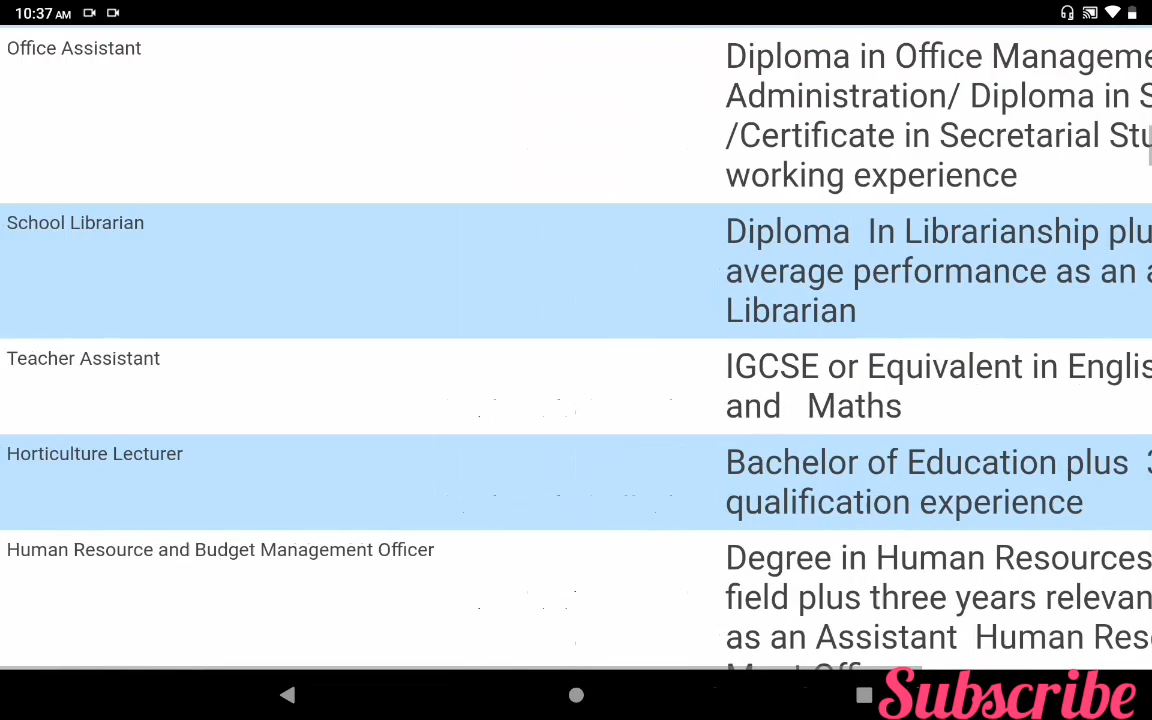 10:37 AM
Office Assistant
Diploma in Office Manageme
Administration/ Diploma in S
/Certificate in Secretarial Stu
working experience
School Librarian
Diploma In Librarianship plu
average performance as an a
Librarian
Teacher Assistant
IGCSE or Equivalent in Englis
and Maths
Horticulture Lecturer
Bachelor of Education plus 3
qualification experience
Human Resource and Budget Management Officer
Degree in Human Resources
field plus three years relevan
as an Assistant Human Res
Subscribe